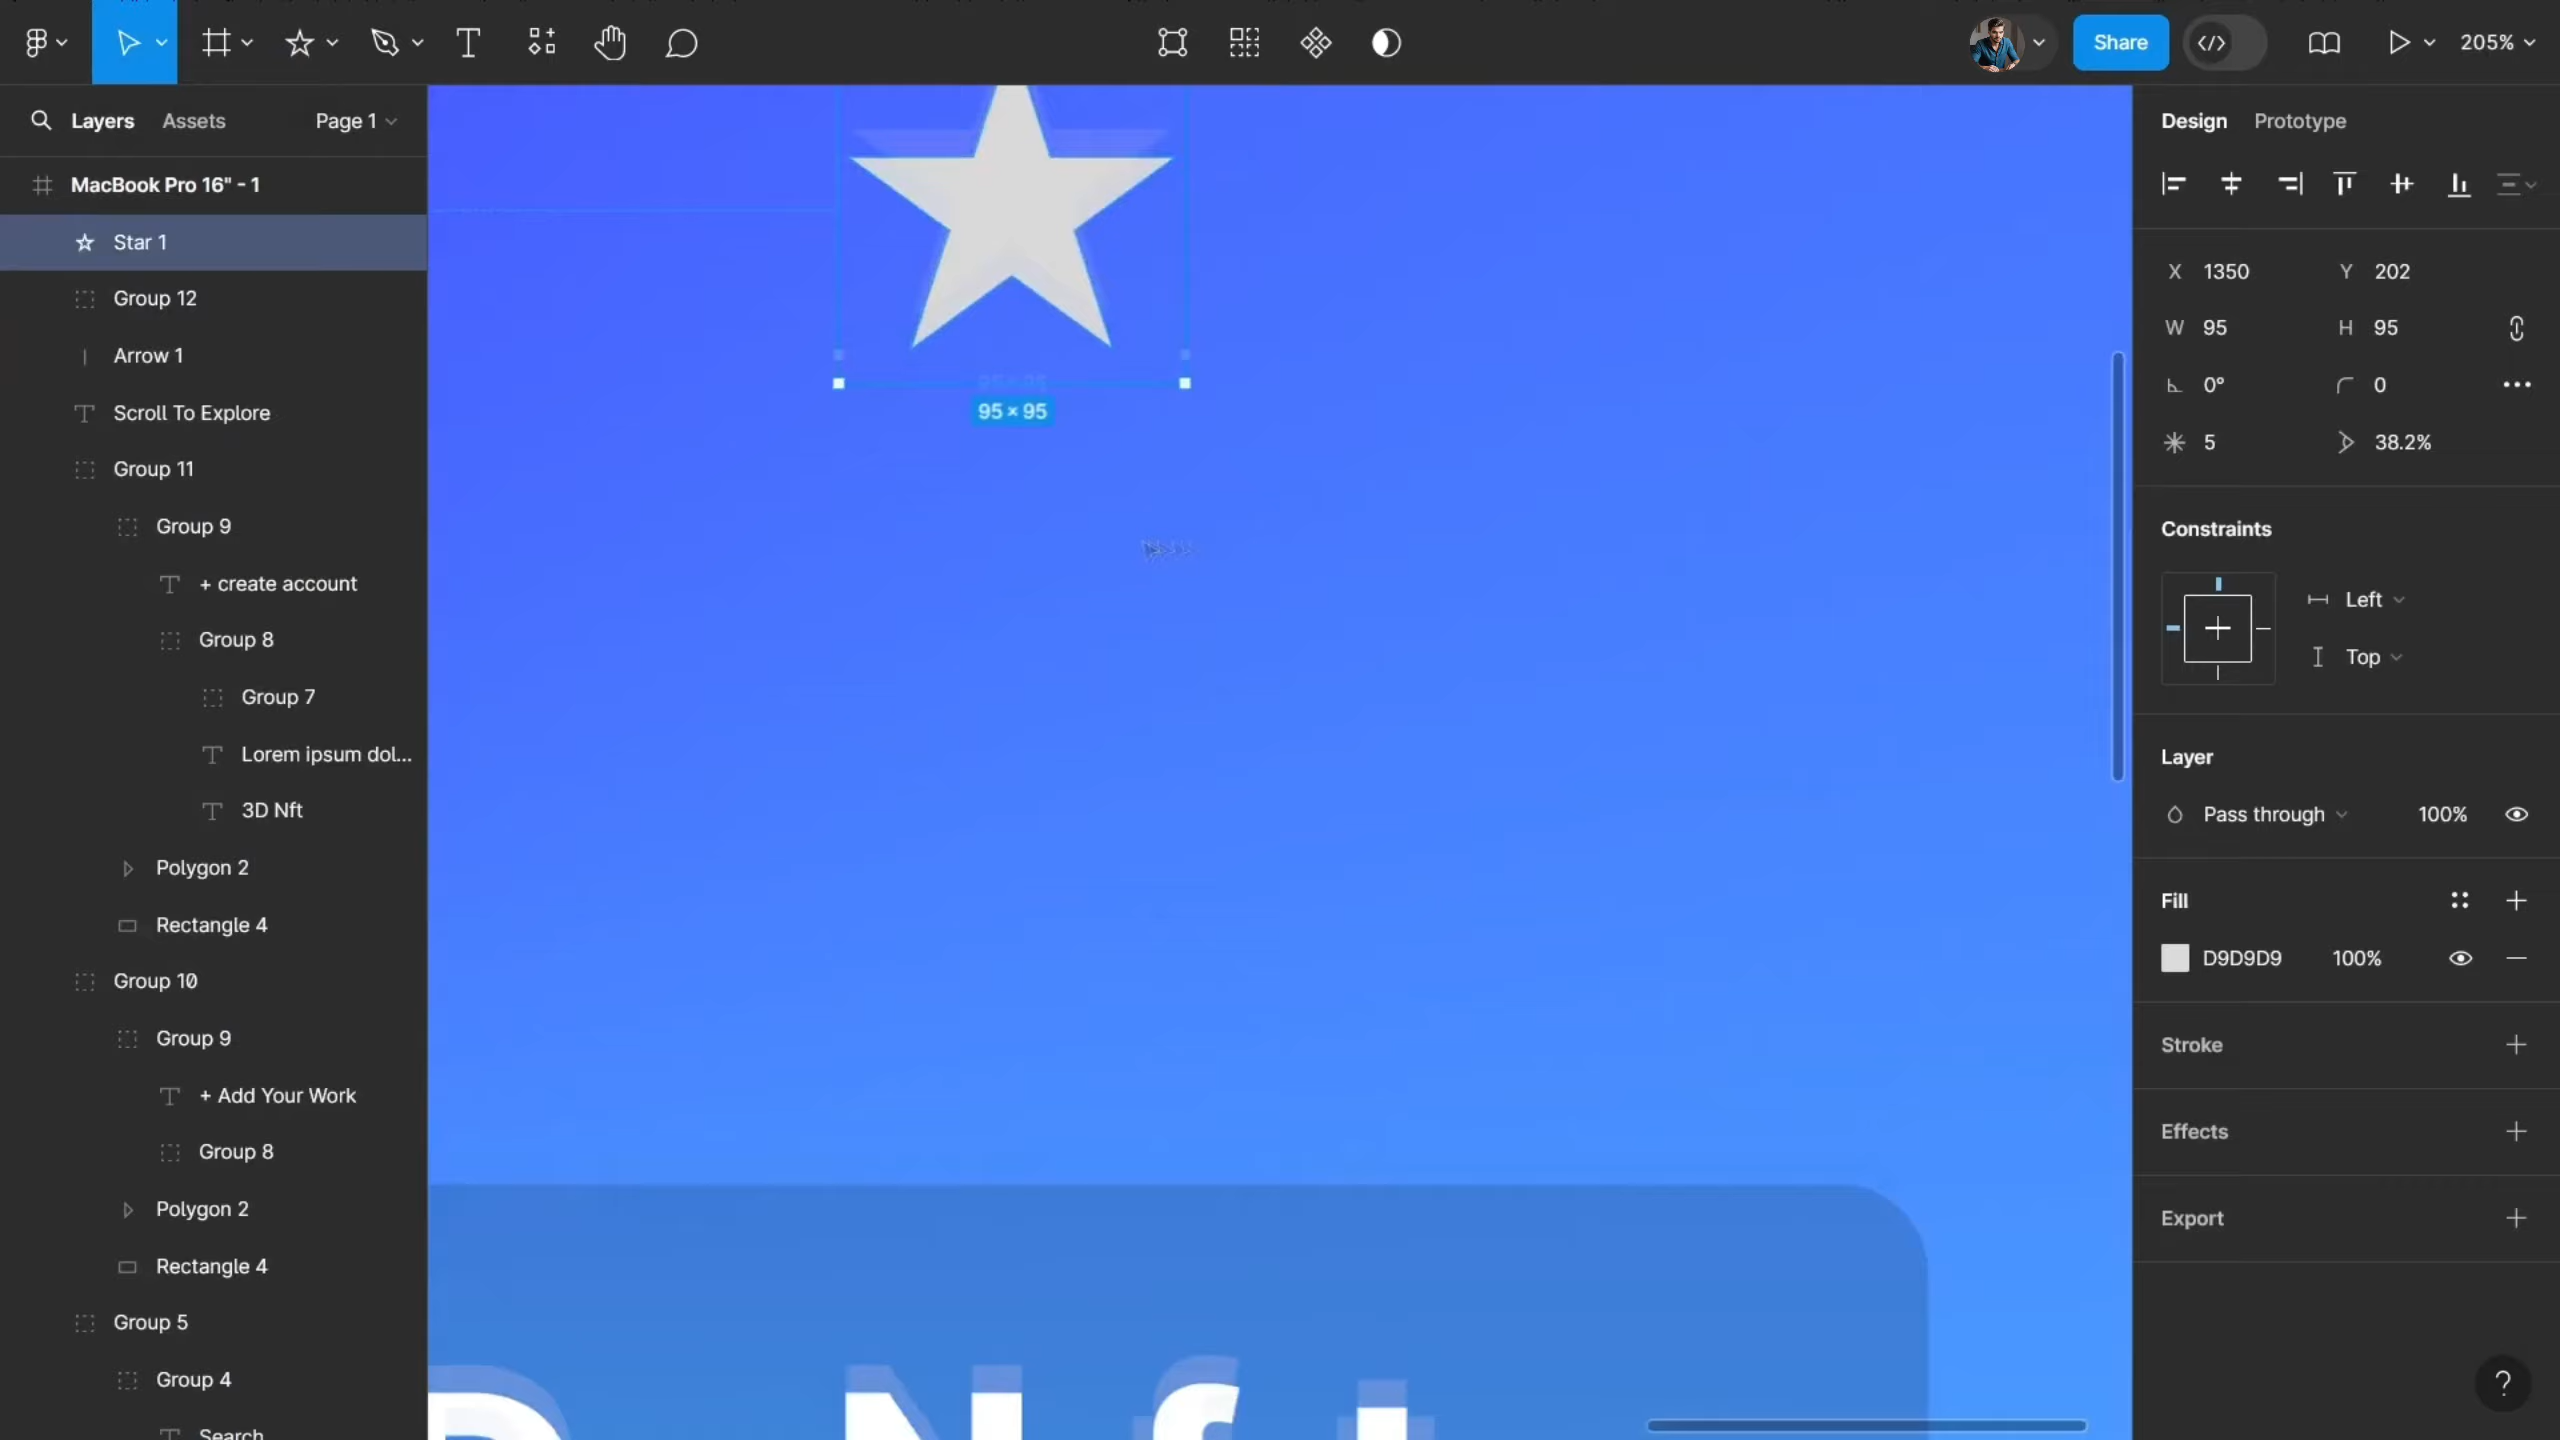 Share
205%
Layers
Assets
Page 1
Design
Prototype
MacBook Pro 16" - 1
Star 1
Group 12
Arrow 1
Scroll To Explore
Group 11
Group 9
+ create account
Group 8
Group 7
Lorem ipsum dol...
3D Nft
Polygon 2
Rectangle 4
Group 10
Group 9
+ Add Your Work
Group 8
Polygon 2
Rectangle 4
Group 5
Group 4
Search
95 × 95
D Nft
X 1350
Y 202
W 95
H 95
0°
0
5
38.2%
Constraints
Left
Top
Layer
Pass through
100%
Fill
D9D9D9
100%
Stroke
Effects
Export
?